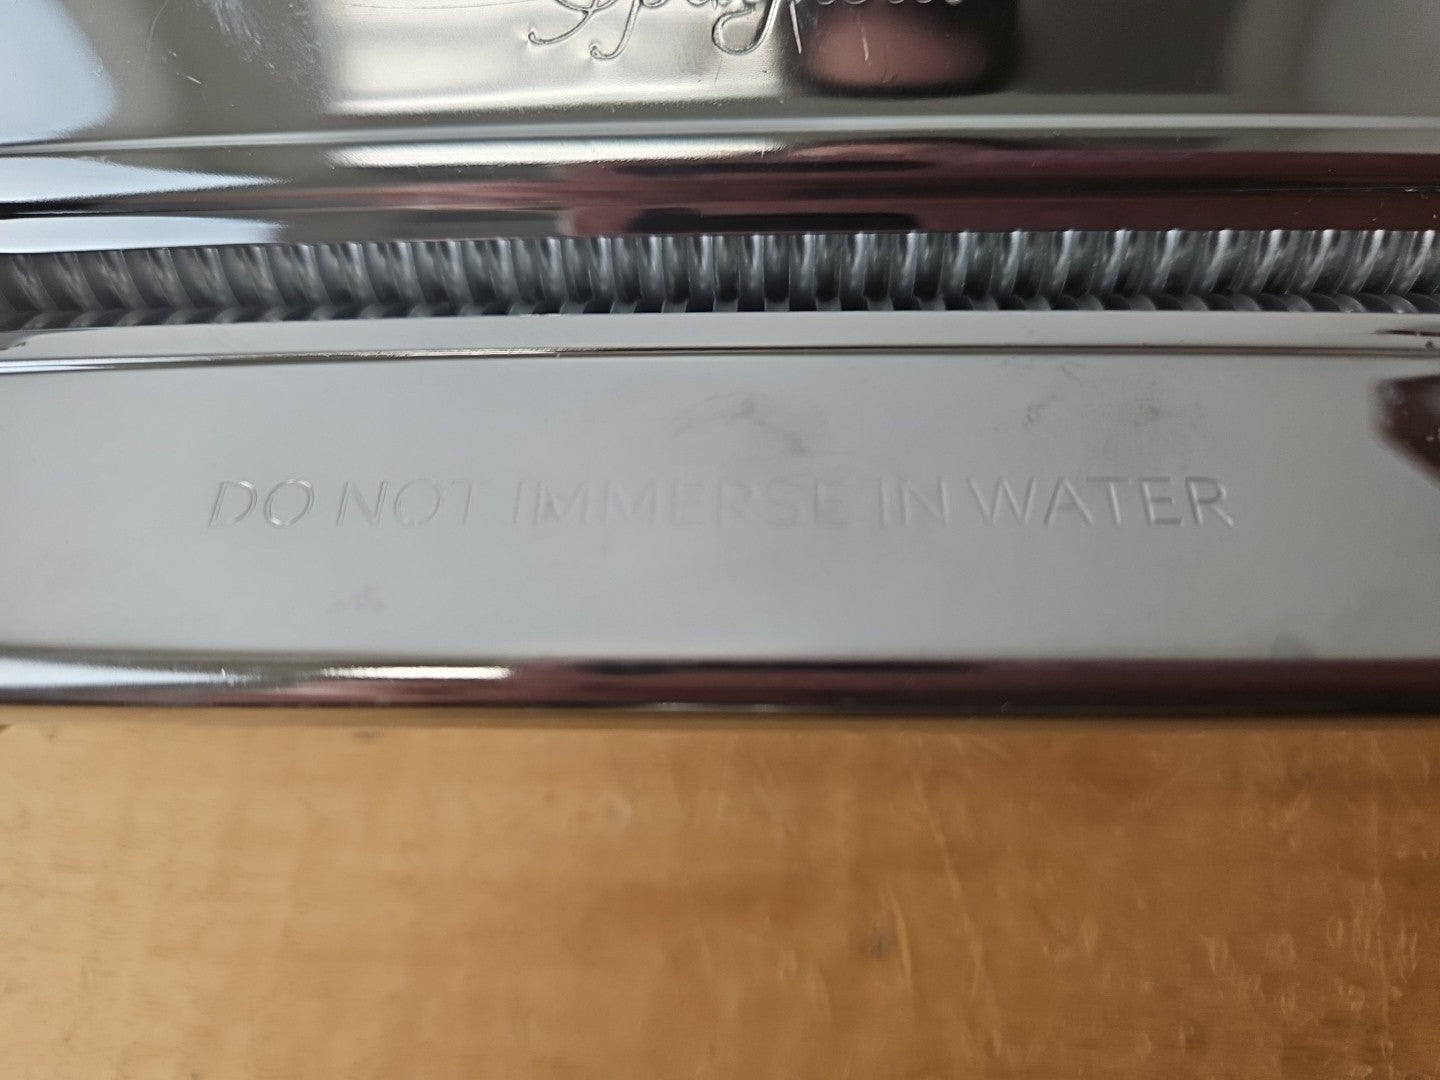 DO NOT IMMERSE IN WATER